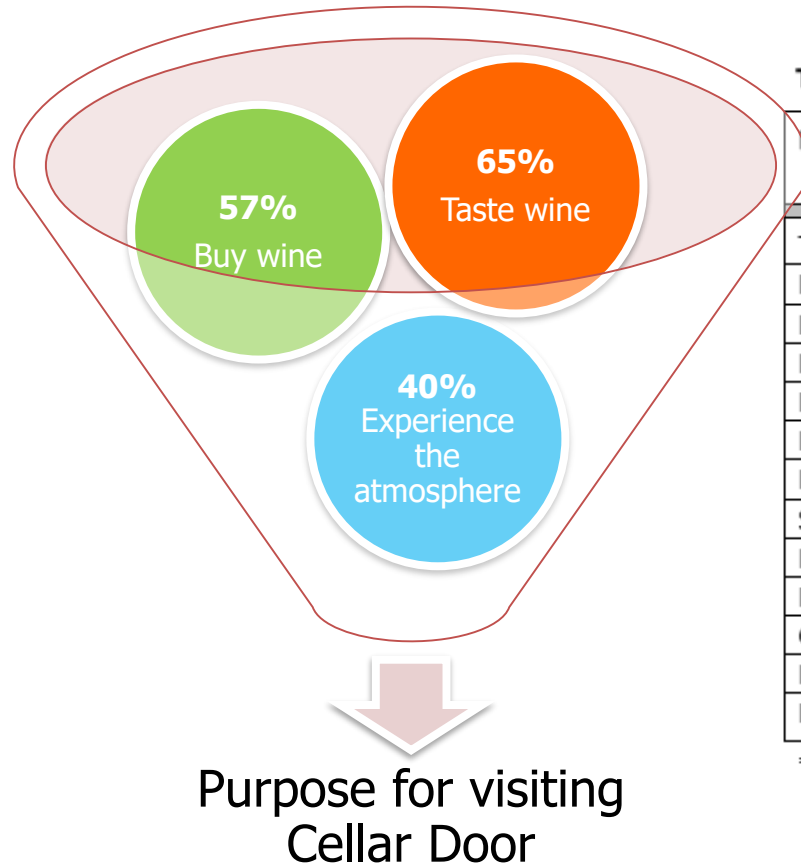 57%
Buy wine
65%
Taste wine
40%
Experience
the
atmosphere
Purpose for visiting
Cellar Door